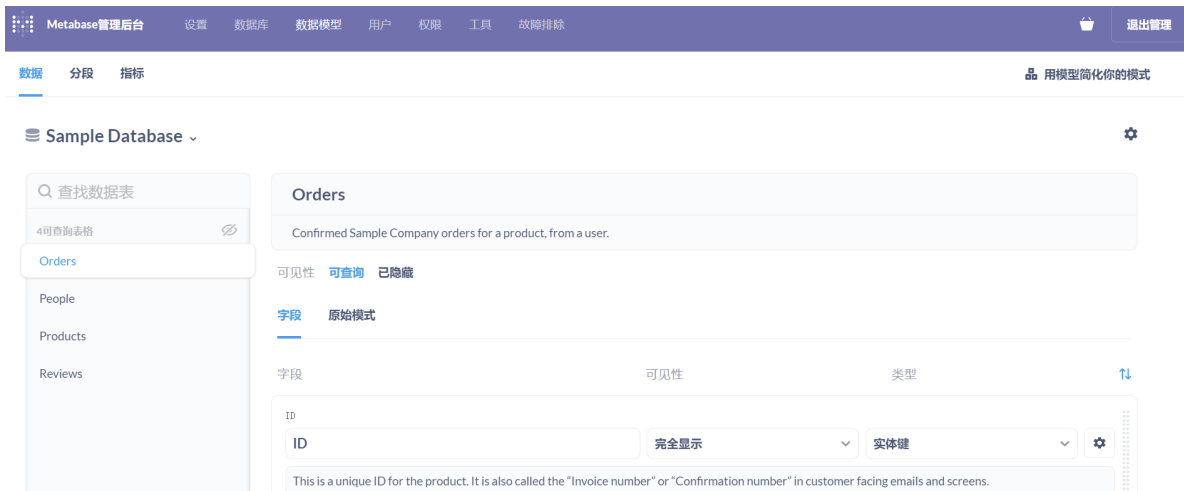 Metabase管理后台 设置 数据库 数据模型 用户 权限 工具 故障排除 退出管理
数据 分段 指标 用模型简化你的模式
Sample Database
查找数据表
4可查询表格
Orders
People
Products
Reviews
Orders
Confirmed Sample Company orders for a product, from a user.
可见性 可查询 已隐藏
字段 原始模式
字段 可见性 类型
ID
ID 完全显示 实体键
This is a unique ID for the product. It is also called the “Invoice number” or “Confirmation number” in customer facing emails and screens.